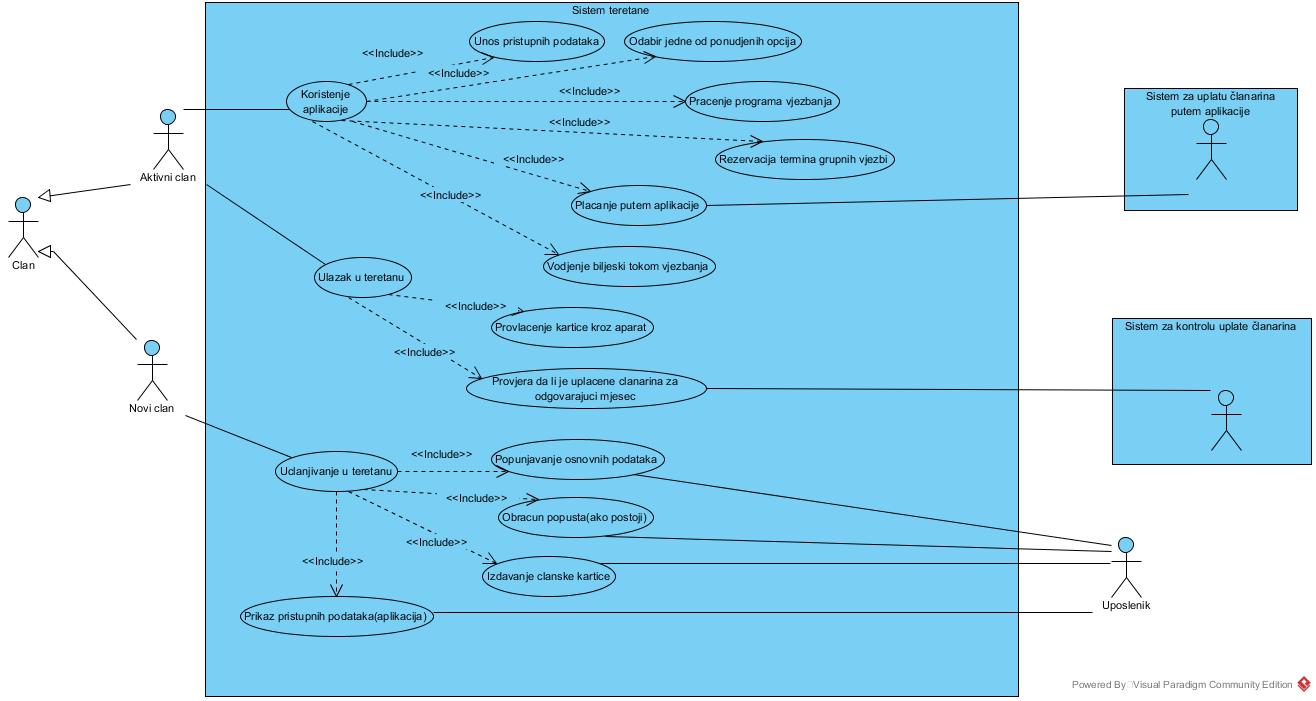 Sistem teretane
Unos pristupnih podataka
Odabir jedne od ponudjenih opcija
<<Include>>
<<Include>>
Koristenje
aplikacije
<<Include>>
Pracenje programa vjezbanja
<<Include>>
Rezervacija termina grupnih vjezbi
<<Include>>
Placanje putem aplikacije
<<Include>>
Vodjenje biljeski tokom vjezbanja
Sistem za uplatu članarina
putem aplikacije
Aktivni clan
Clan
Ulazak u teretanu
<<Include>>
Provlacenje kartice kroz aparat
<<Include>>
Provjera da li je uplacene clanarina za
odgovarajuci mjesec
Sistem za kontrolu uplate članarina
Novi clan
Uclanjivanje u teretanu
<<Include>>
Popunjavanje osnovnih podataka
<<Include>>
Obracun popusta(ako postoji)
<<Include>>
Izdavanje clanske kartice
<<Include>>
Prikaz pristupnih podataka(aplikacija)
Uposlenik
Powered By Visual Paradigm Community Edition